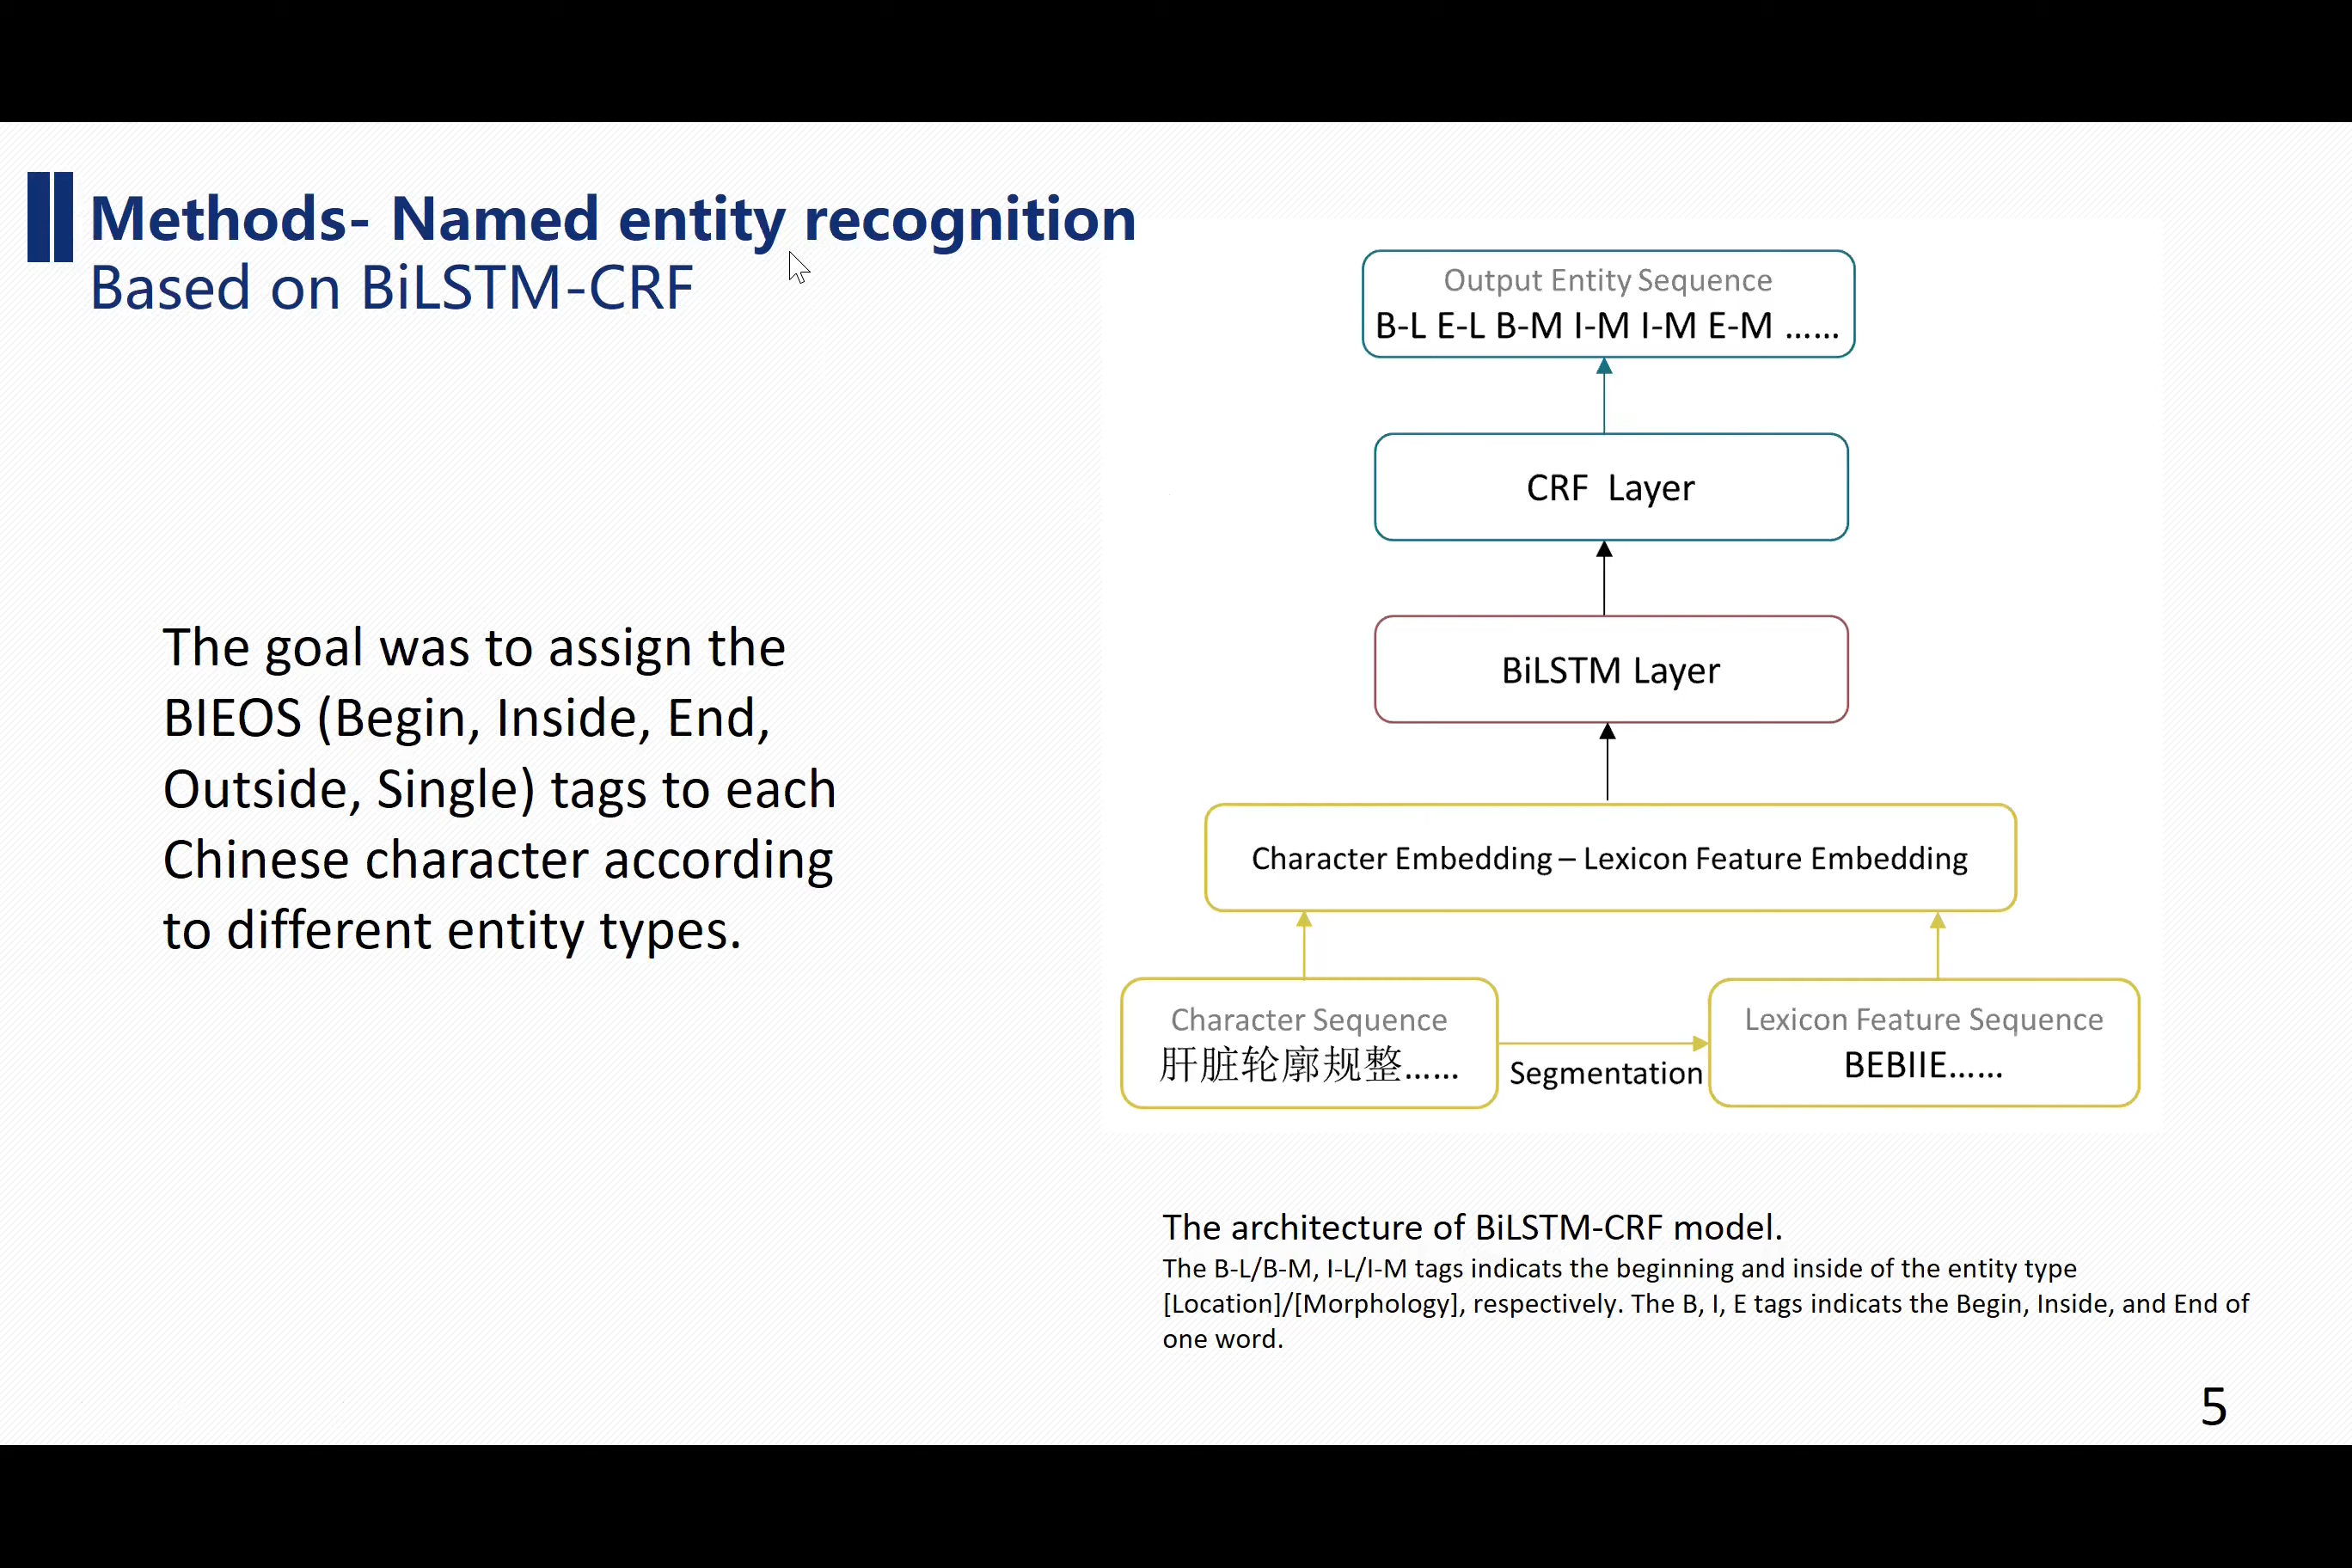 Methods- Named entity recognition
Based on BiLSTM-CRF
The goal was to assign the
BIEOS (Begin, Inside, End,
Outside, Single) tags to each
Chinese character according
to different entity types.
Output Entity Sequence
B-L E-L B-M I-M I-M E-M ......
CRF Layer
BiLSTM Layer
Character Embedding – Lexicon Feature Embedding
Character Sequence
肝脏轮廓规整......
Segmentation
Lexicon Feature Sequence
BEBIIE......
The architecture of BiLSTM-CRF model.
The B-L/B-M, I-L/I-M tags indicats the beginning and inside of the entity type
[Location]/[Morphology], respectively. The B, I, E tags indicats the Begin, Inside, and End of
one word.
5